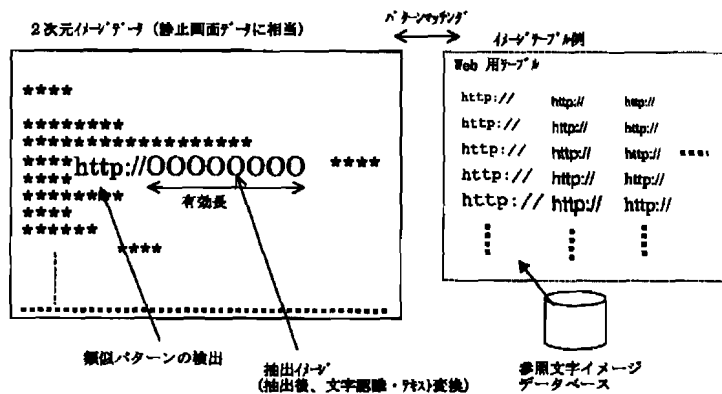 パターンマッチング
2次元イメージデータ (静止画面データに相当)
イメージテーブル例
Web 用テーブル
****
********
*****************
****http://OOOOOOOO ****
****
********
****
******
****
有効長
http:// http:// http://
http:// http:// http://
http:// http:// http://
http:// http:// http://
http:// http:// http://
類似パターンの検出
抽出イメージ
(抽出後、文字認識・テキスト変換)
参照文字イメージ
データベース